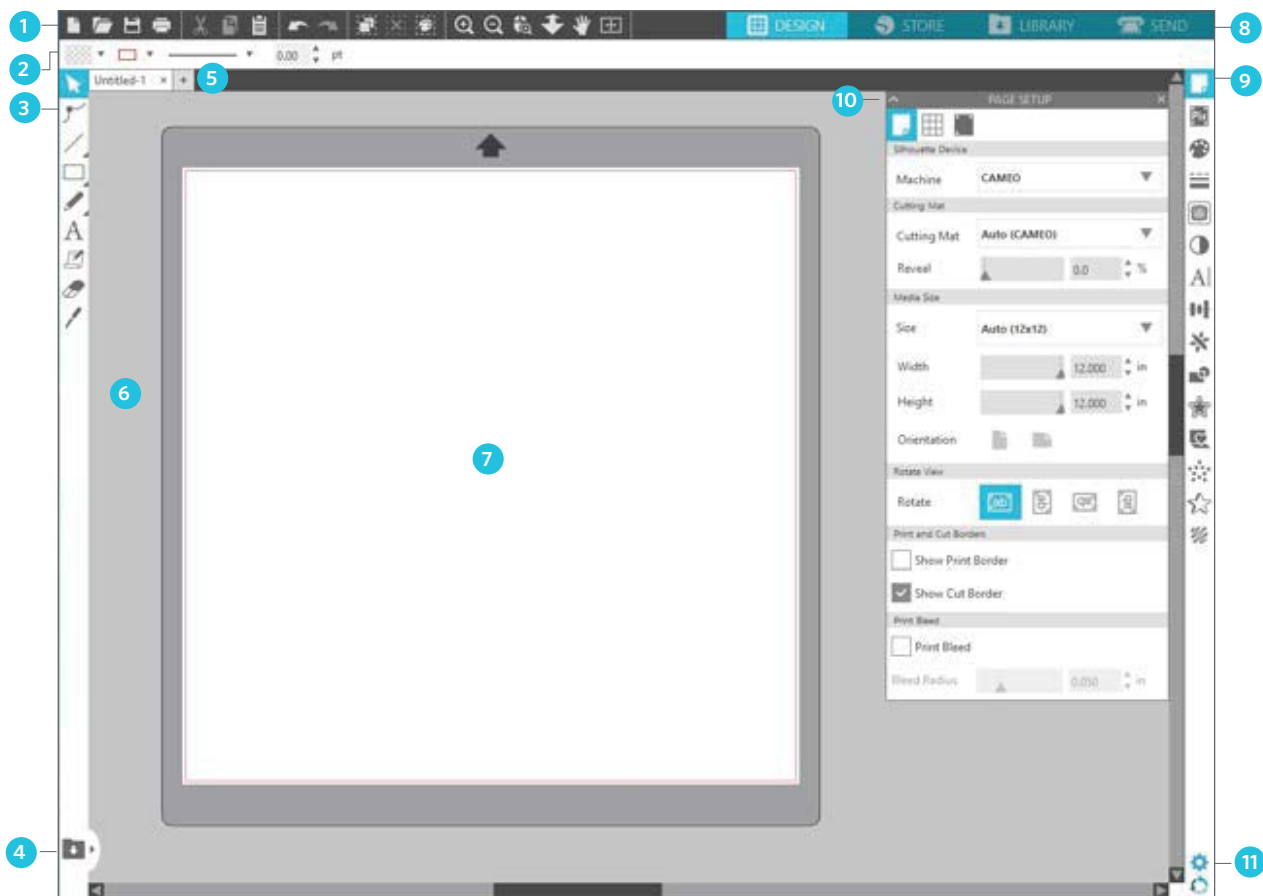 1
DESIGN
STORE
LIBRARY
SEND
8
2
0.00 pt
Untitled-1 × +
5
9
3
10
PAGE SETUP
Silhouette Device
Machine CAMEO
Cutting Mat
Cutting Mat Auto (CAMEO)
Reveal 0.0 %
Media Size
Size Auto (12x12)
Width 12.000 in
Height 12.000 in
Orientation
Rotate View
Rotate
Print and Cut Borders
Show Print Border
Show Cut Border
Print Bleed
Print Bleed
Bleed Radius 0.050 in
A
A
6
7
4
11